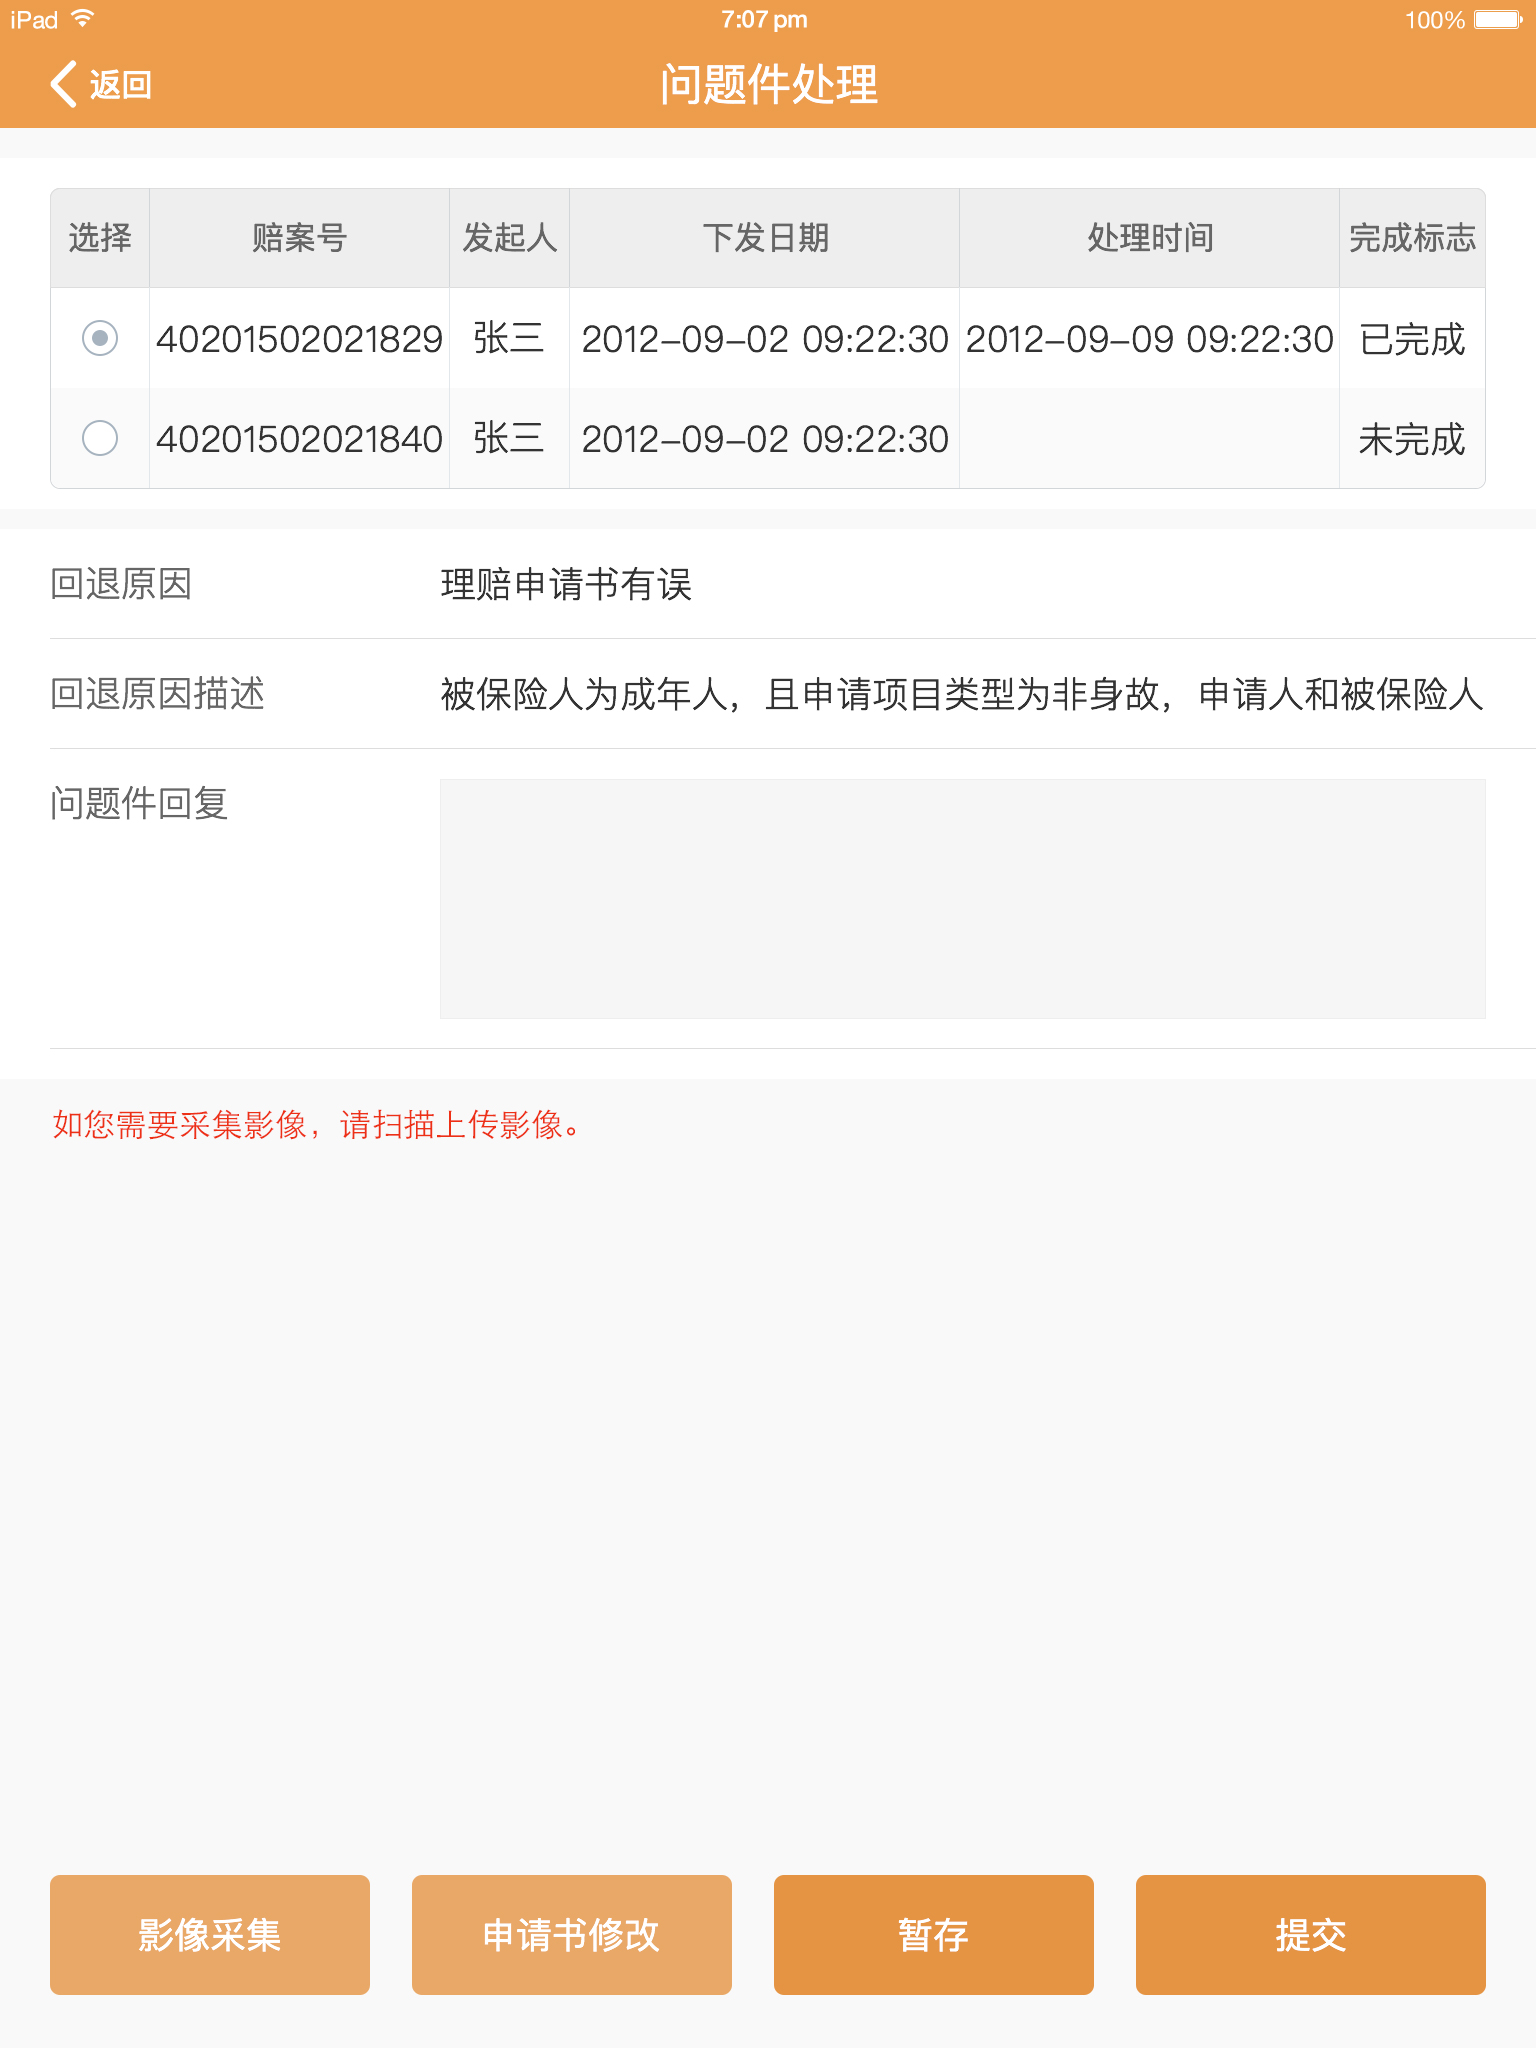 iPad 7:07 pm 100%
返回 问题件处理
选择 赔案号 发起人 下发日期 处理时间 完成标志
40201502021829 张三 2012-09-02 09:22:30 2012-09-09 09:22:30 已完成
40201502021840 张三 2012-09-02 09:22:30 未完成
回退原因 理赔申请书有误
回退原因描述 被保险人为成年人，且申请项目类型为非身故，申请人和被保险人
问题件回复
如您需要采集影像，请扫描上传影像。
影像采集 申请书修改 暂存 提交